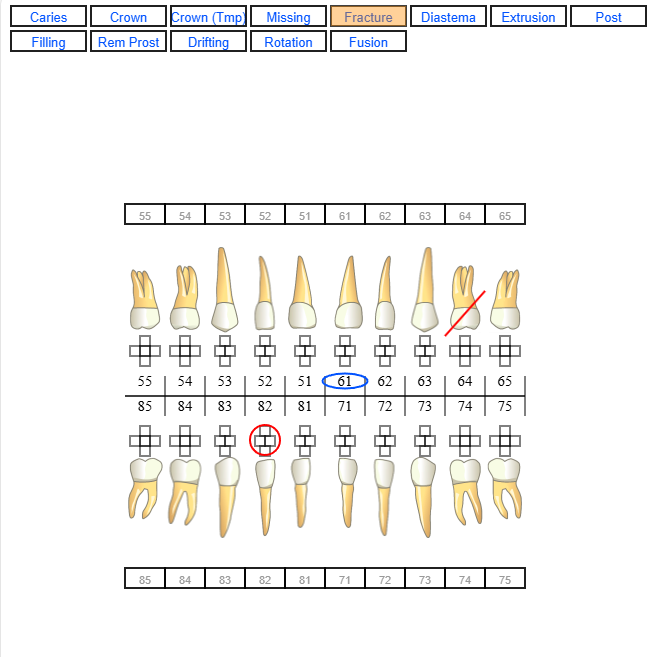 Caries Crown Crown (Tmp) Missing Fracture Diastema Extrusion Post
Filling Rem Prost Drifting Rotation Fusion
55 54 53 52 51 61 62 63 64 65
55 54 53 52 51 61 62 63 64 65
85 84 83 82 81 71 72 73 74 75
85 84 83 82 81 71 72 73 74 75